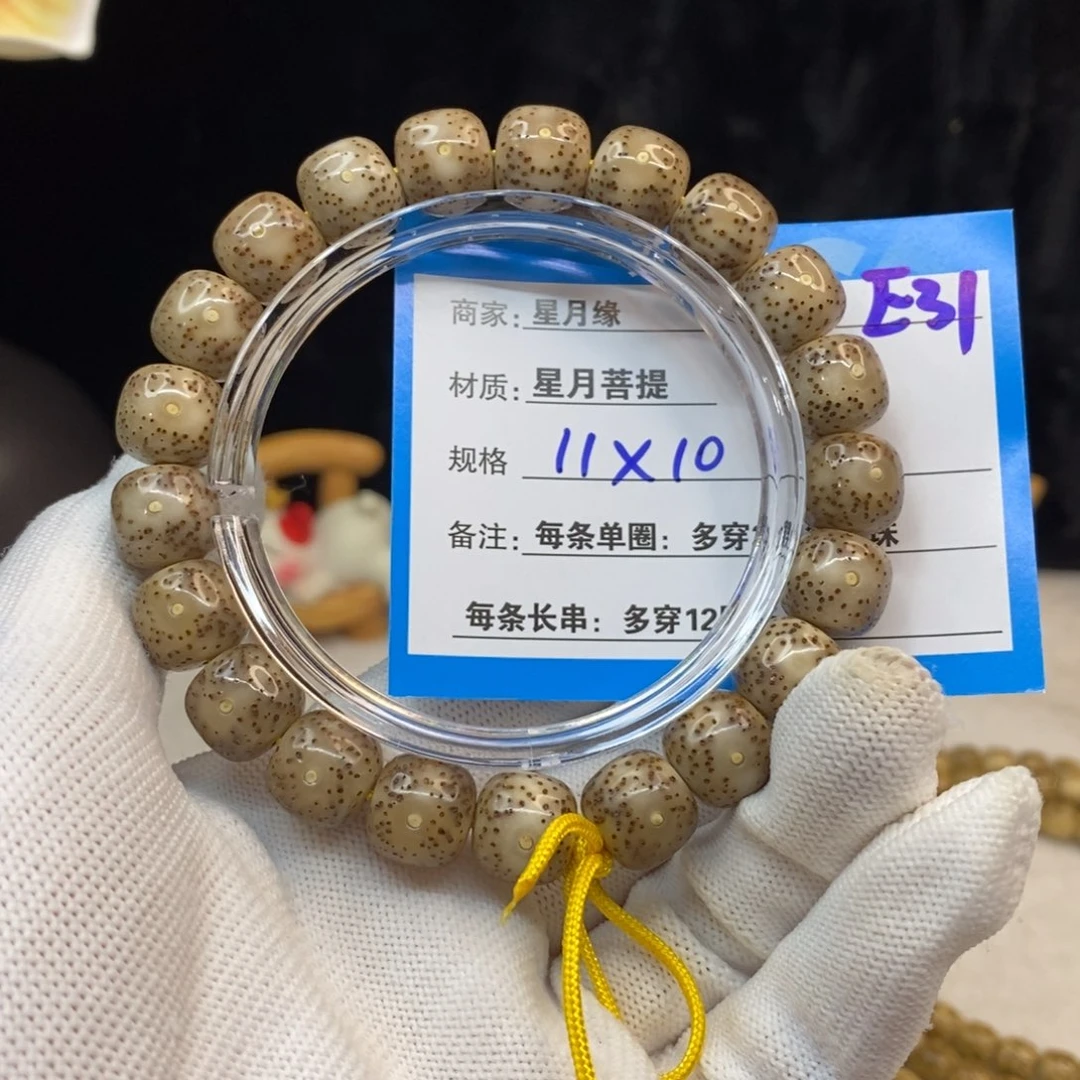 E31
商家: 星月缘
材质: 星月菩提
规格 11X10
备注: 每条单圈: 多穿
每条长串: 多穿12